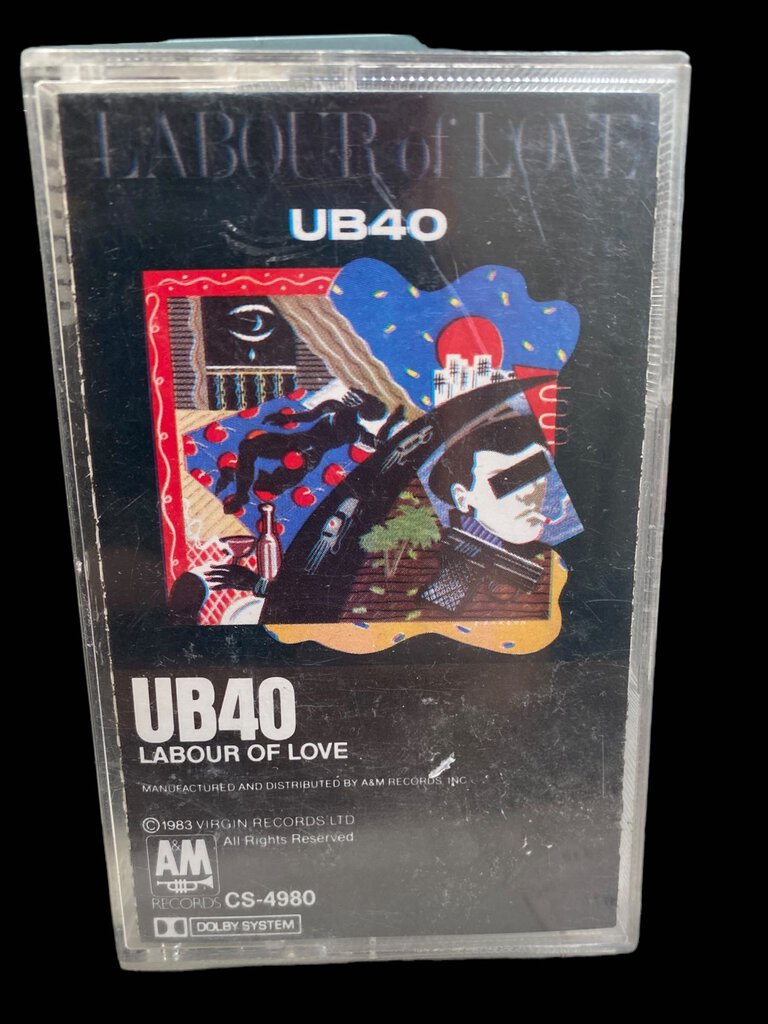 LABOUR of LOVE
UB40
UB40
LABOUR OF LOVE
MANUFACTURED AND DISTRIBUTED BY A&M RECORDS, INC
©1983 VIRGIN RECORDS LTD
All Rights Reserved
A&M
RECORDS CS-4980
DOLBY SYSTEM